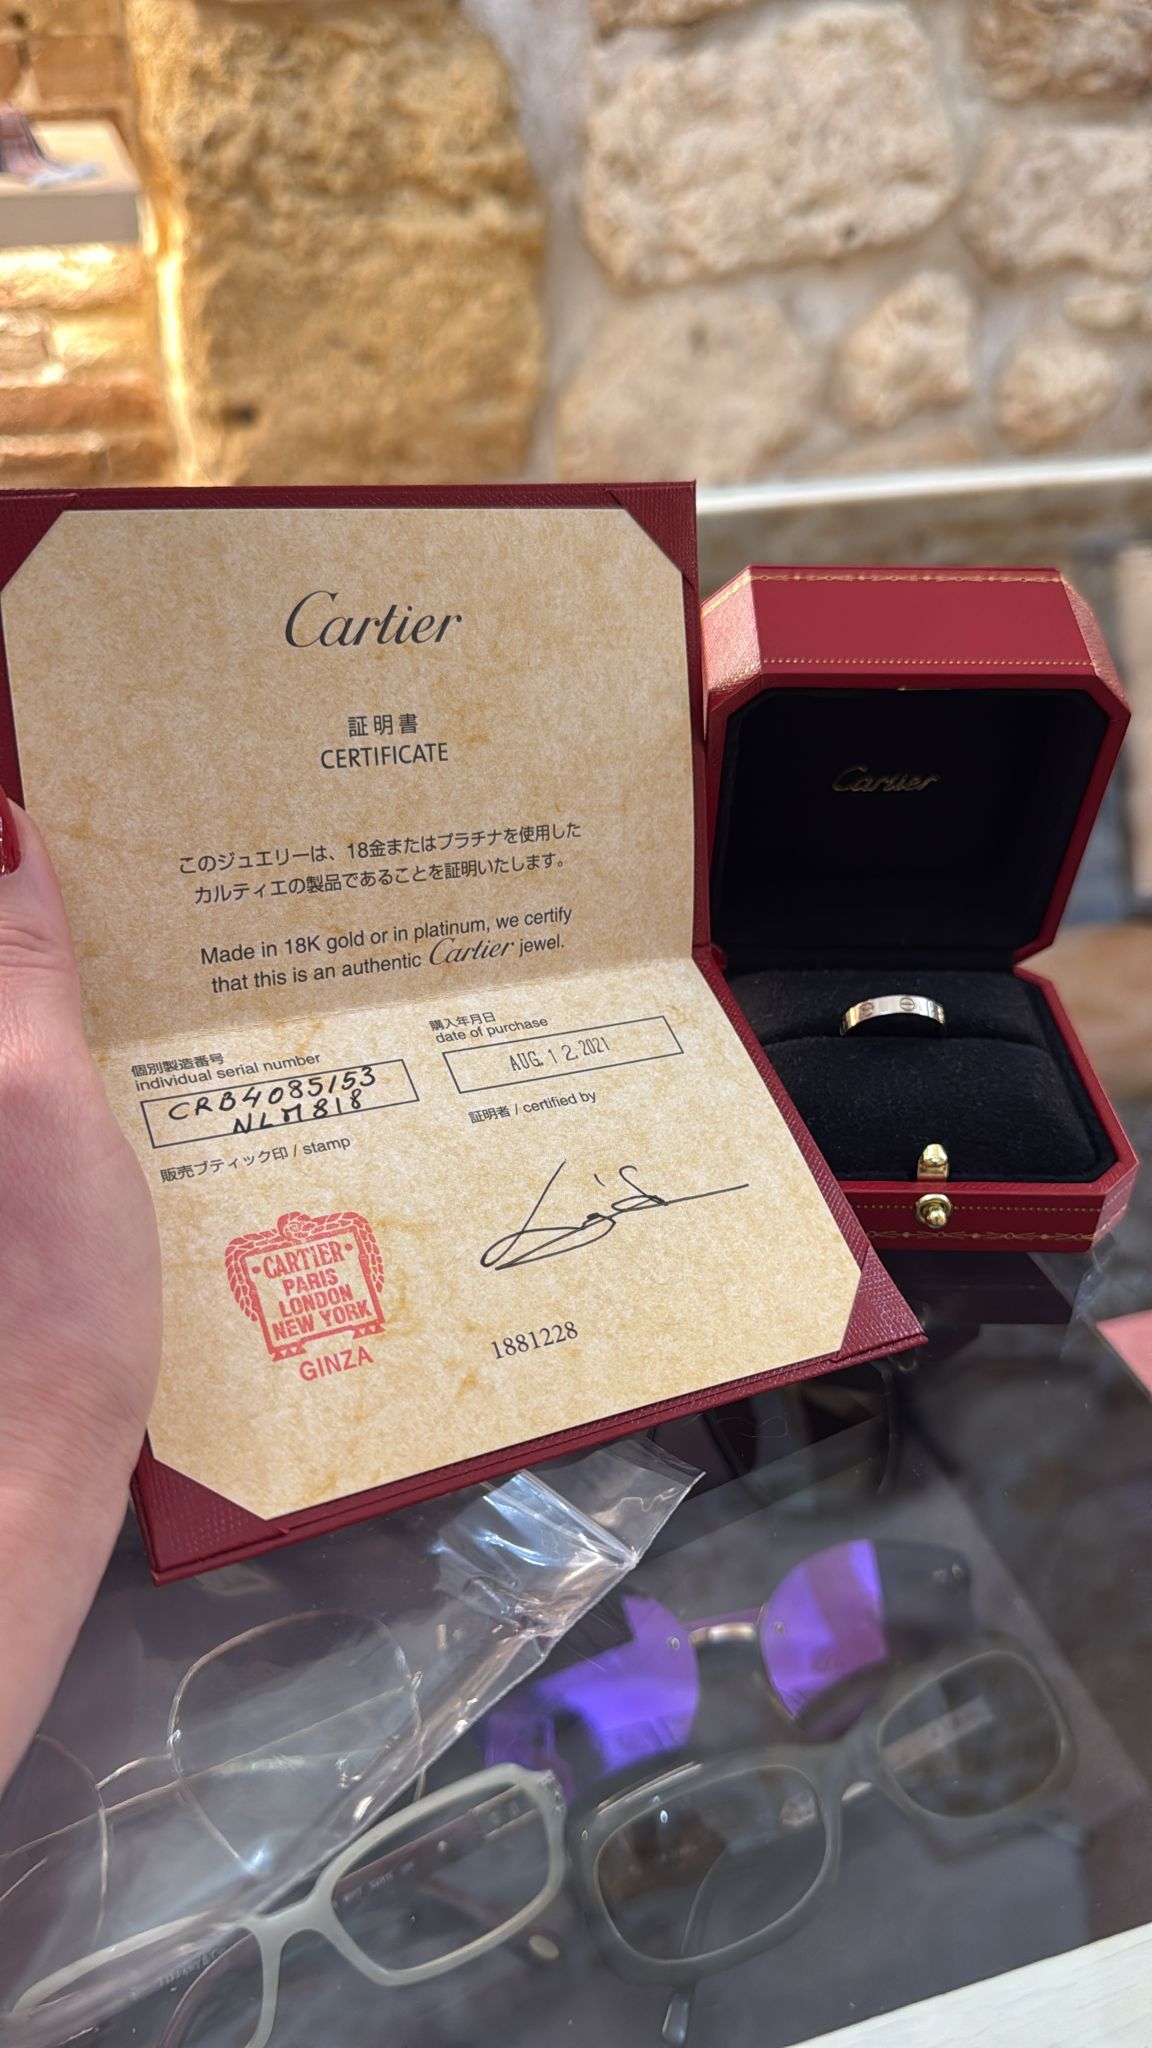 Cartier
証明書
CERTIFICATE
このジュエリーは、18金またはプラチナを使用した
カルティエの製品であることを証明いたします。
Made in 18K gold or in platinum, we certify
that this is an authentic Cartier jewel.
個別製造番号
individual serial number
CRB4085153
NLM818
購入年月日
date of purchase
AUG. 12. 2021
販売ブティック印 / stamp
証明者 / certified by
CARTIER
PARIS
LONDON
NEW YORK
GINZA
1881228
Cartier